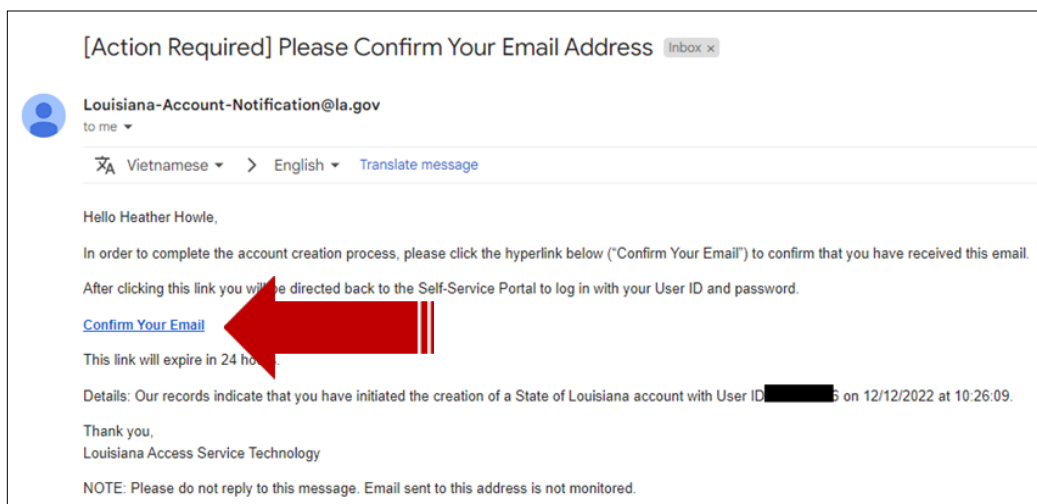 [Action Required] Please Confirm Your Email Address Inbox ×
Louisiana-Account-Notification@la.gov
to me
Vietnamese > English Translate message
Hello Heather Howle,
In order to complete the account creation process, please click the hyperlink below (“Confirm Your Email”) to confirm that you have received this email.
After clicking this link you will be directed back to the Self-Service Portal to log in with your User ID and password.
Confirm Your Email
This link will expire in 24
Details: Our records indicate that you have initiated the creation of a State of Louisiana account with User ID 6 on 12/12/2022 at 10:26:09.
Thank you,
Louisiana Access Service Technology
NOTE: Please do not reply to this message. Email sent to this address is not monitored.